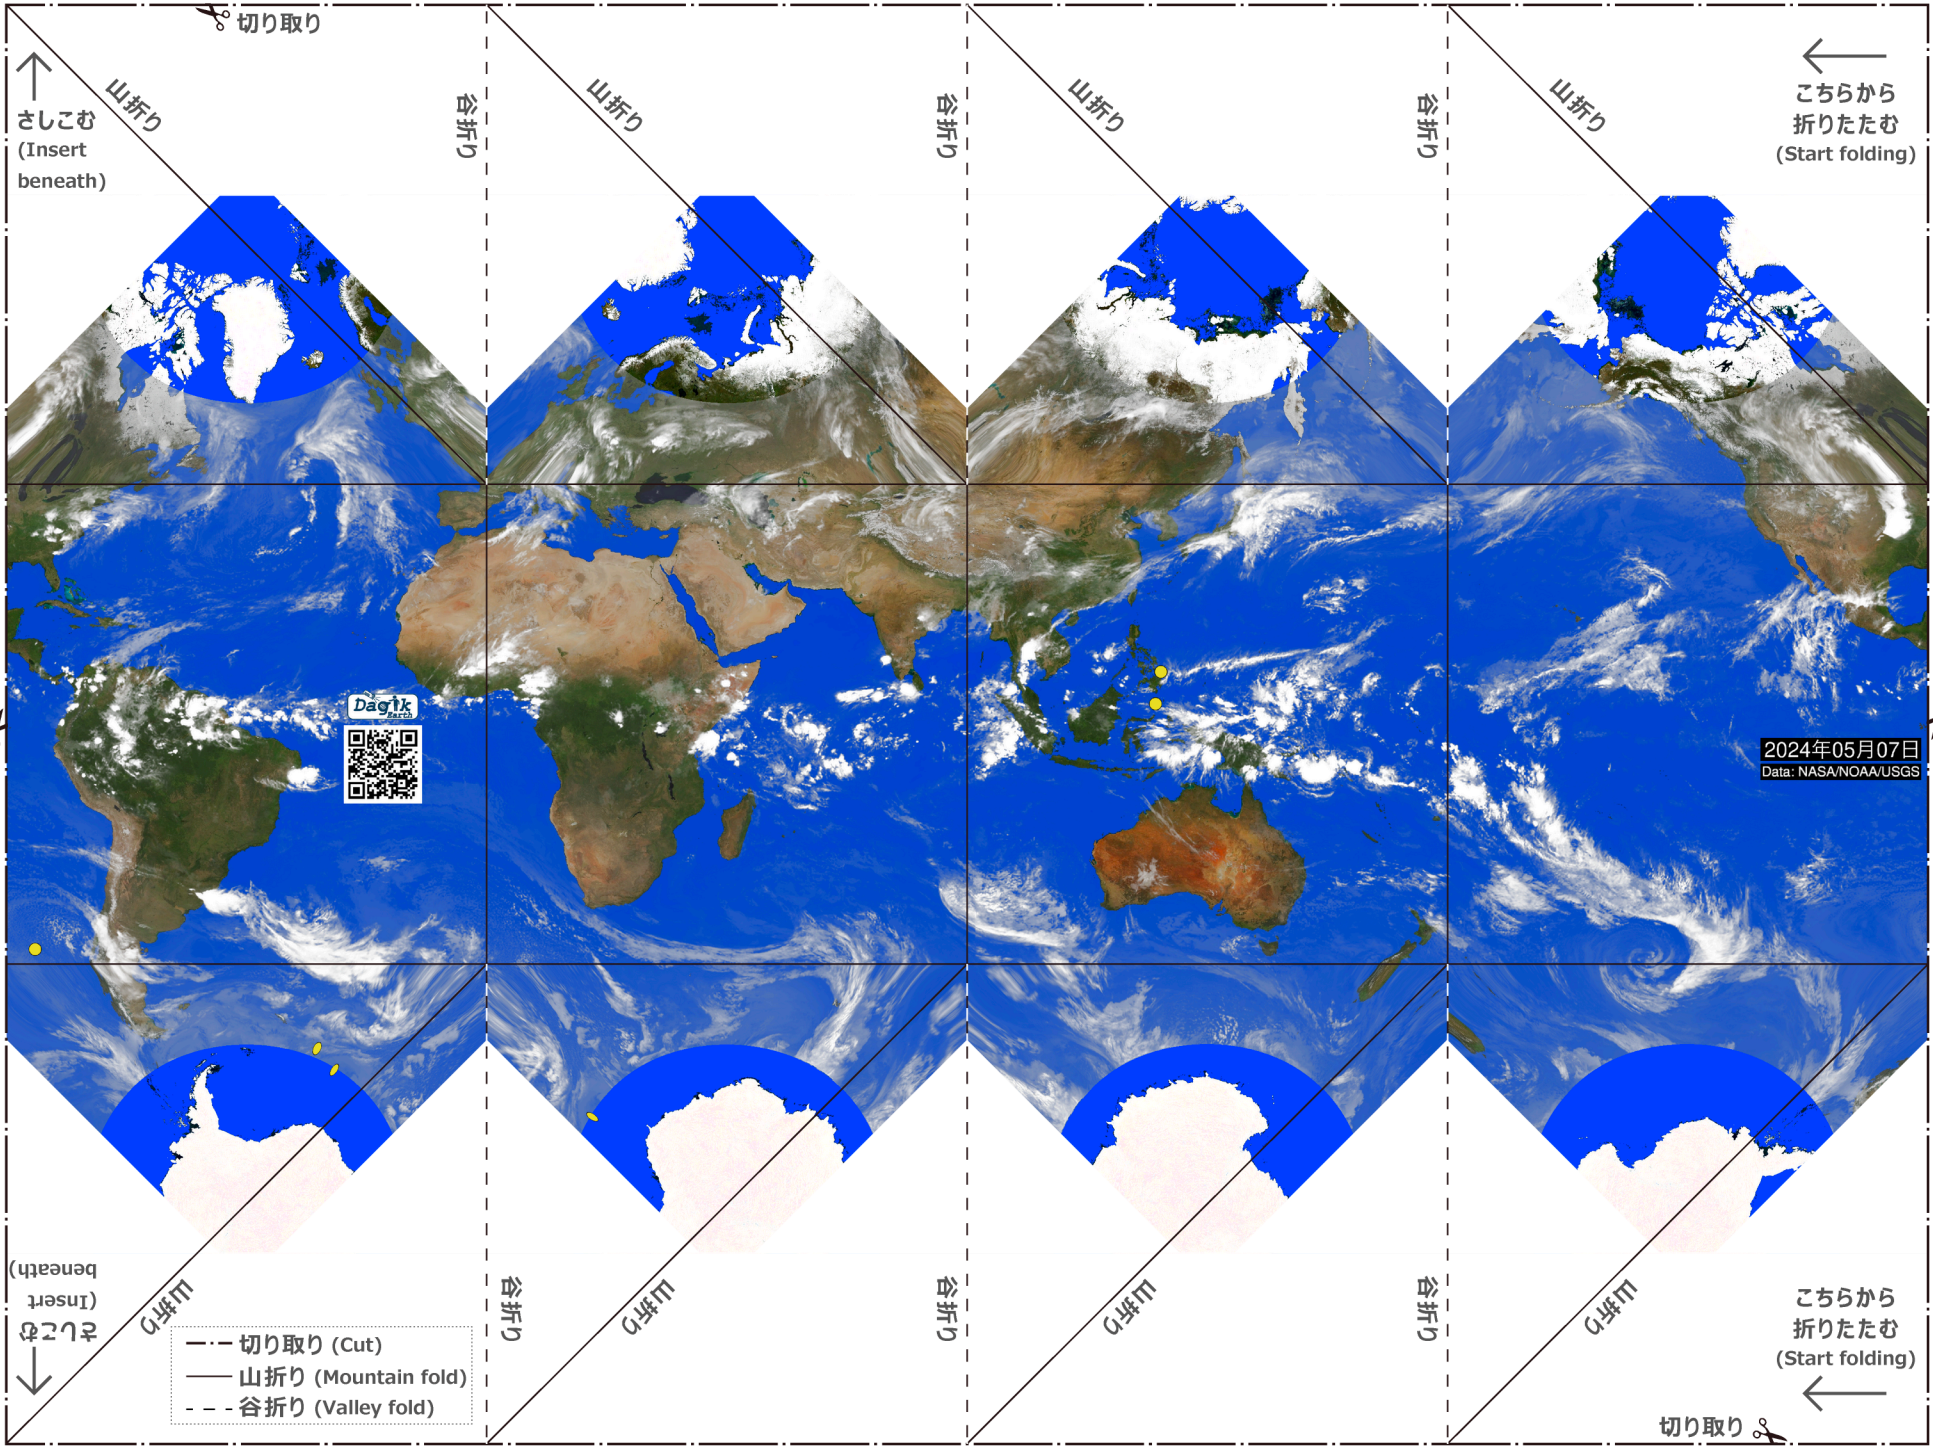 切り取り
山折り
谷折り
山折り
谷折り
山折り
谷折り
山折り
さしこむ
(Insert
beneath)
こちらから
折りたたむ
(Start folding)
Dagik
Earth
2024年05月07日
Data: NASA/NOAA/USGS
さしこむ
(Insert
beneath)
山折り
谷折り
山折り
谷折り
山折り
谷折り
山折り
切り取り (Cut)
山折り (Mountain fold)
谷折り (Valley fold)
こちらから
折りたたむ
(Start folding)
切り取り